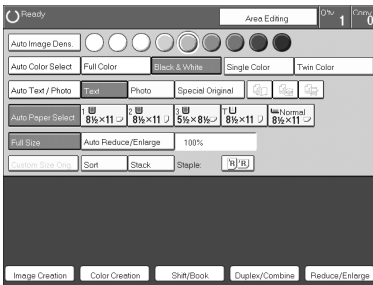 Ready Area Editing Q'ty 1 Copy 0
Auto Image Dens.
Auto Color Select Full Color Black & White Single Color Twin Color
Auto Text / Photo Text Photo Special Original
Auto Paper Select 1 8½×11 2 8½×11 3 5½×8½ T 8½×11 Normal 8½×11
Full Size Auto Reduce/Enlarge 100%
Custom Size Orig. Sort Stack Staple: R R
Image Creation Color Creation Shift/Book Duplex/Combine Reduce/Enlarge